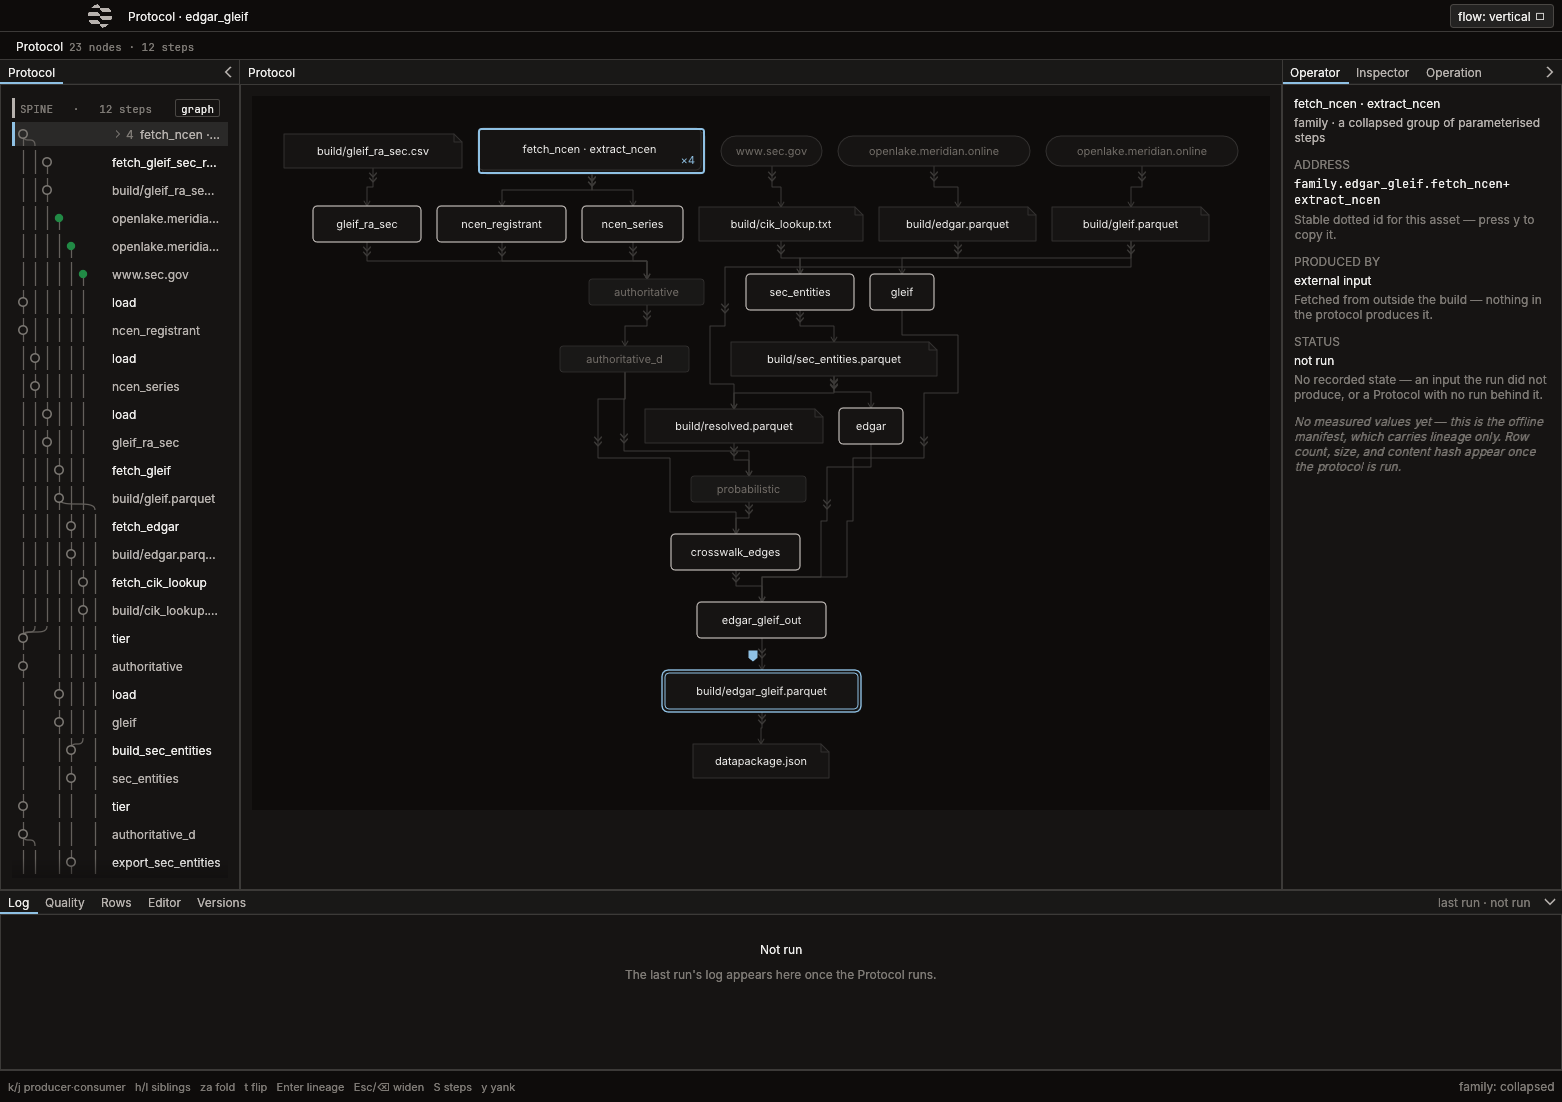 Protocol · edgar_gleif
flow: vertical
Protocol 23 nodes · 12 steps
Protocol
SPINE · 12 steps graph
4 fetch_ncen ·...
fetch_gleif_sec_r...
build/gleif_ra_se...
openlake.meridia...
openlake.meridia...
www.sec.gov
load
ncen_registrant
load
ncen_series
load
gleif_ra_sec
fetch_gleif
build/gleif.parquet
fetch_edgar
build/edgar.parq...
fetch_cik_lookup
build/cik_lookup....
tier
authoritative
load
gleif
build_sec_entities
sec_entities
tier
authoritative_d
export_sec_entities
Protocol
build/gleif_ra_sec.csv
fetch_ncen · extract_ncen
×4
www.sec.gov
openlake.meridian.online
openlake.meridian.online
gleif_ra_sec
ncen_registrant
ncen_series
build/cik_lookup.txt
build/edgar.parquet
build/gleif.parquet
authoritative
sec_entities
gleif
authoritative_d
build/sec_entities.parquet
build/resolved.parquet
edgar
probabilistic
crosswalk_edges
edgar_gleif_out
build/edgar_gleif.parquet
datapackage.json
Operator Inspector Operation
fetch_ncen · extract_ncen
family · a collapsed group of parameterised
steps
ADDRESS
family.edgar_gleif.fetch_ncen+
extract_ncen
Stable dotted id for this asset — press y to
copy it.
PRODUCED BY
external input
Fetched from outside the build — nothing in
the protocol produces it.
STATUS
not run
No recorded state — an input the run did not
produce, or a Protocol with no run behind it.
No measured values yet — this is the offline
manifest, which carries lineage only. Row
count, size, and content hash appear once
the protocol is run.
Log Quality Rows Editor Versions
last run · not run
Not run
The last run's log appears here once the Protocol runs.
k/j producer·consumer h/l siblings za fold t flip Enter lineage Esc/⌫ widen S steps y yank
family: collapsed